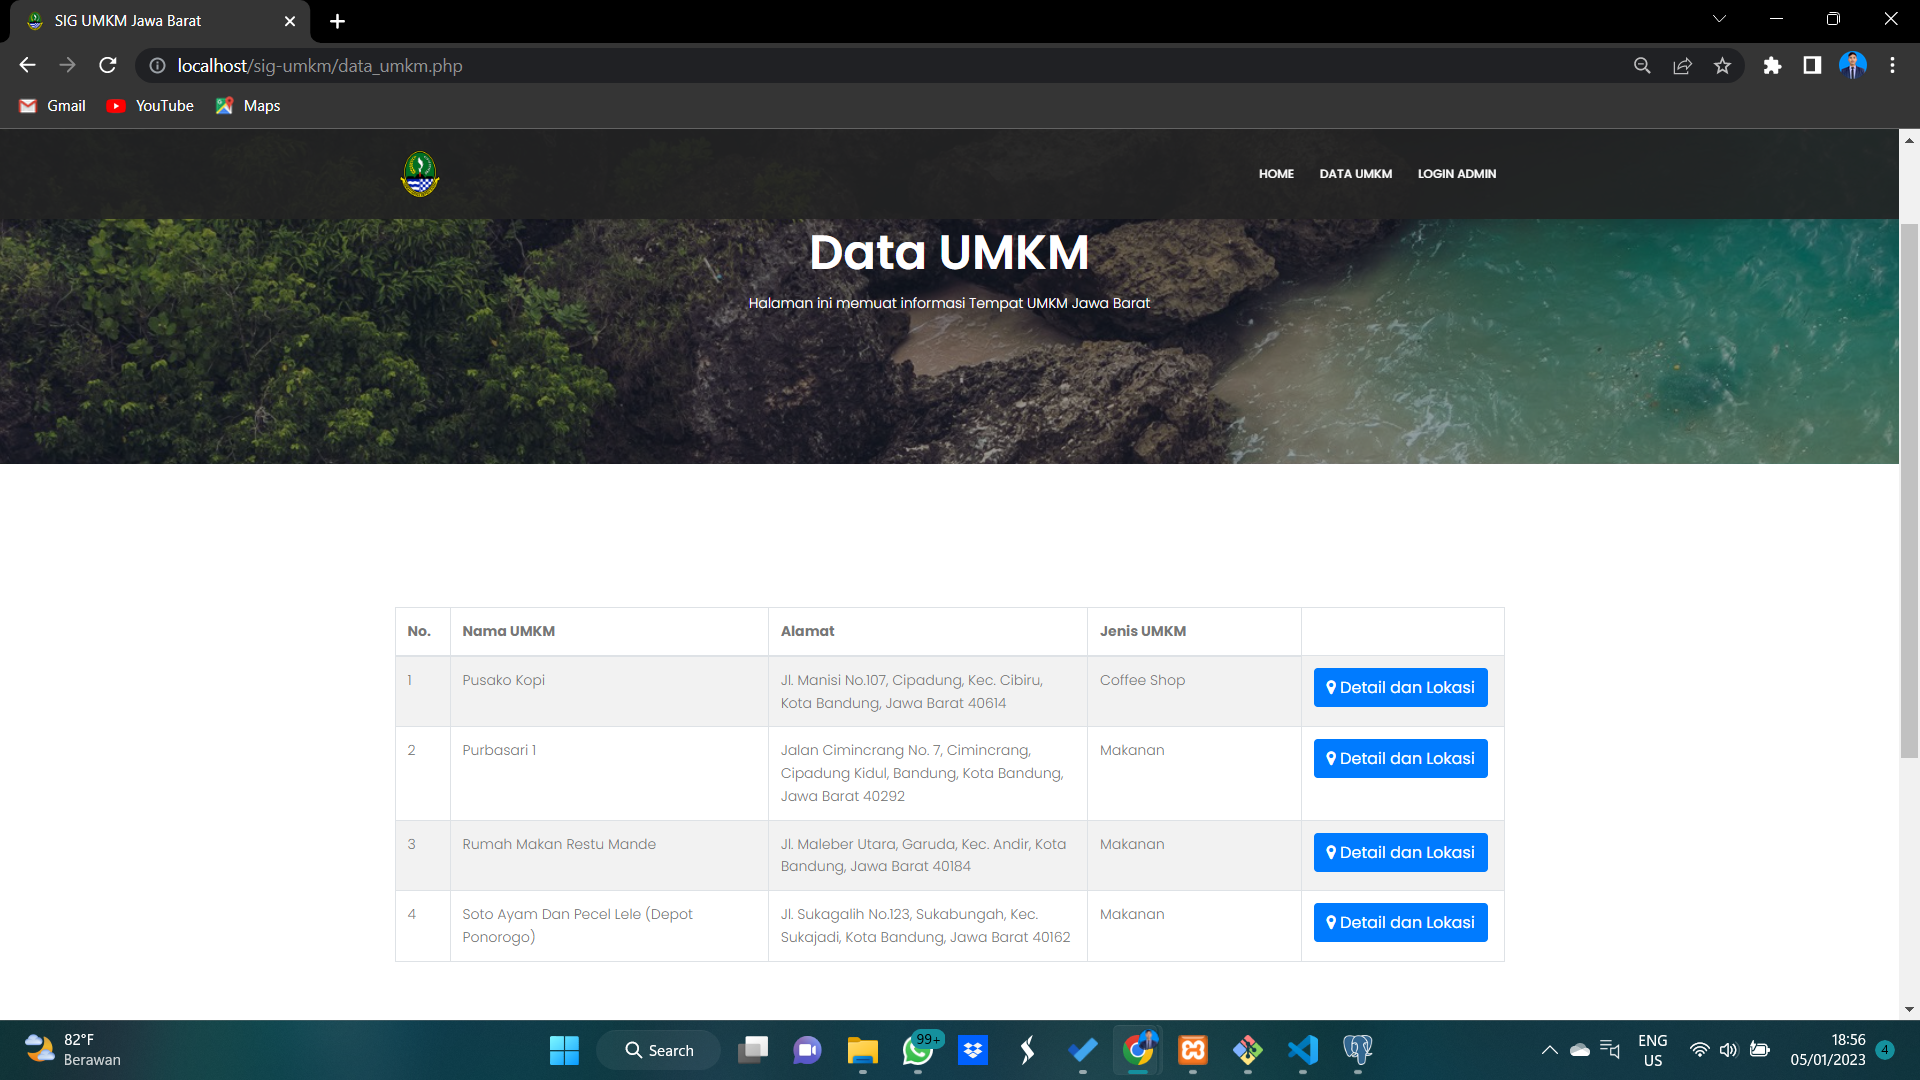 SIG UMKM Jawa Barat
localhost/sig-umkm/data_umkm.php
Gmail YouTube Maps
HOME DATA UMKM LOGIN ADMIN
Data UMKM
Halaman ini memuat informasi Tempat UMKM Jawa Barat
No. Nama UMKM Alamat Jenis UMKM
1 Pusako Kopi Jl. Manisi No.107, Cipadung, Kec. Cibiru, Coffee Shop Detail dan Lokasi
Kota Bandung, Jawa Barat 40614
2 Purbasari 1 Jalan Cimincrang No. 7, Cimincrang, Makanan Detail dan Lokasi
Cipadung Kidul, Bandung, Kota Bandung,
Jawa Barat 40292
3 Rumah Makan Restu Mande Jl. Maleber Utara, Garuda, Kec. Andir, Kota Makanan Detail dan Lokasi
Bandung, Jawa Barat 40184
4 Soto Ayam Dan Pecel Lele (Depot Jl. Sukagalih No.123, Sukabungah, Kec. Makanan Detail dan Lokasi
Ponorogo) Sukajadi, Kota Bandung, Jawa Barat 40162
82°F
Berawan
Search
99+
ENG
US
18:56
05/01/2023
4